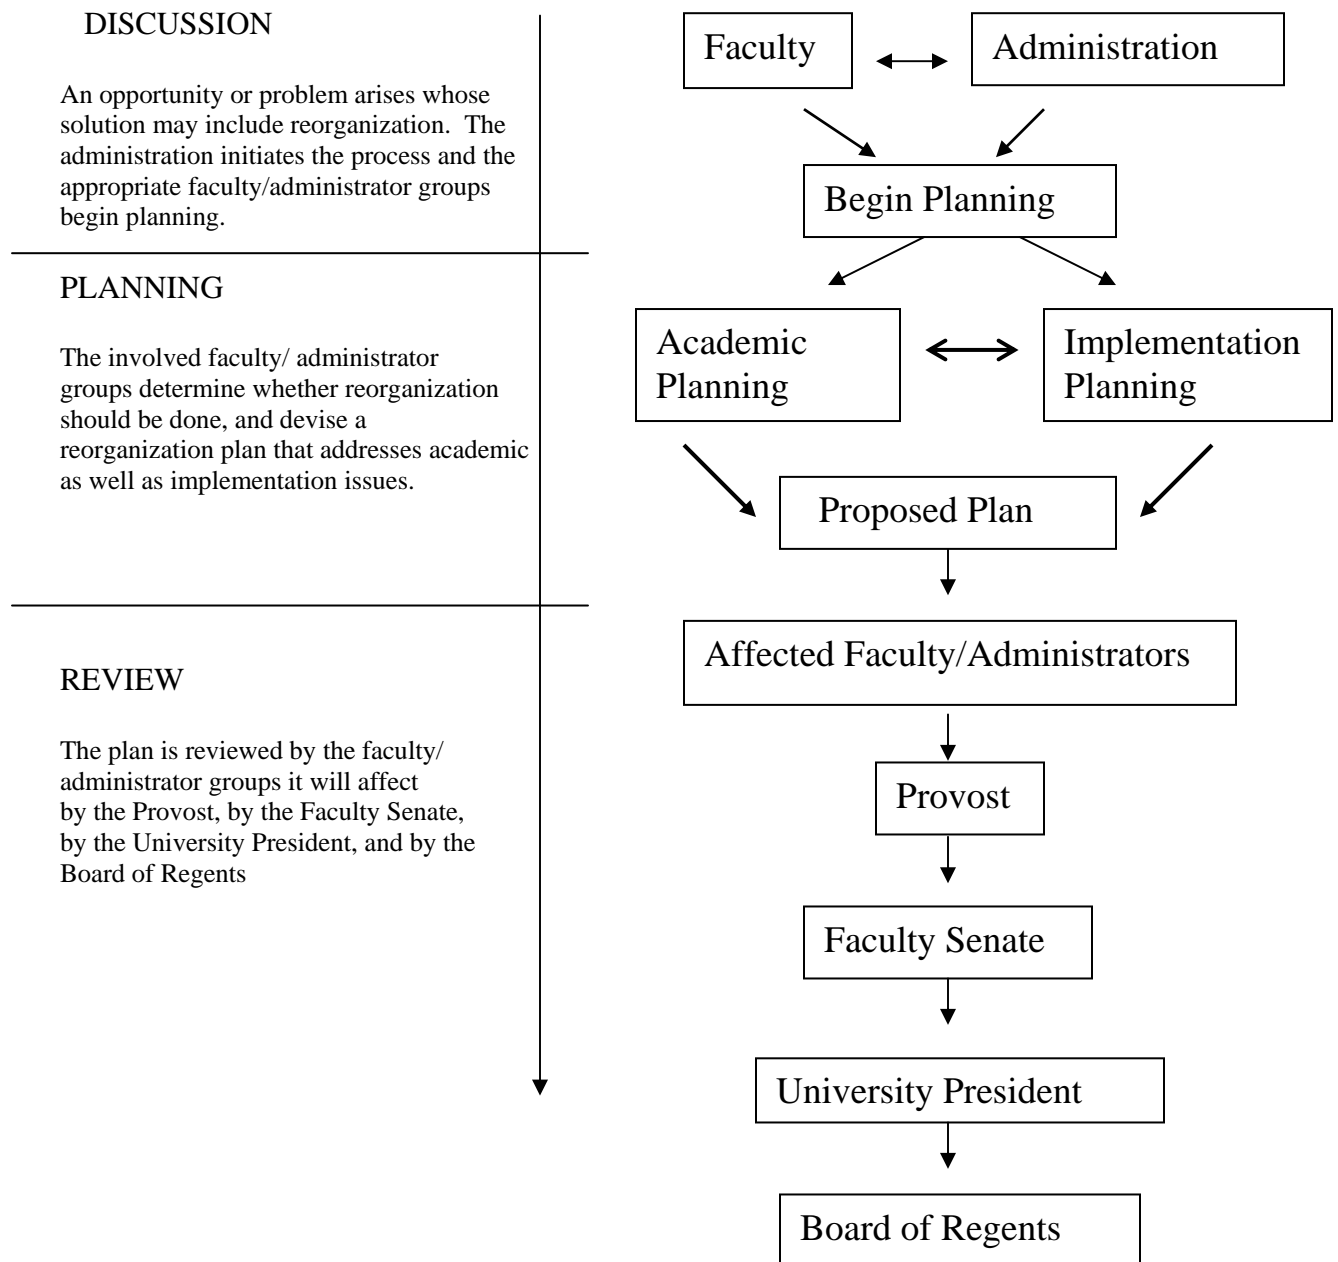 DISCUSSION
An opportunity or problem arises whose
solution may include reorganization.  The
administration initiates the process and the
appropriate faculty/administrator groups
begin planning.
PLANNING
The involved faculty/ administrator
groups determine whether reorganization
should be done, and devise a
reorganization plan that addresses academic
as well as implementation issues.
REVIEW
The plan is reviewed by the faculty/
administrator groups it will affect
by the Provost, by the Faculty Senate,
by the University President, and by the
Board of Regents
Faculty
Administration
Begin Planning
Academic
Planning
Implementation
Planning
Proposed Plan
Affected Faculty/Administrators
Provost
Faculty Senate
University President
Board of Regents